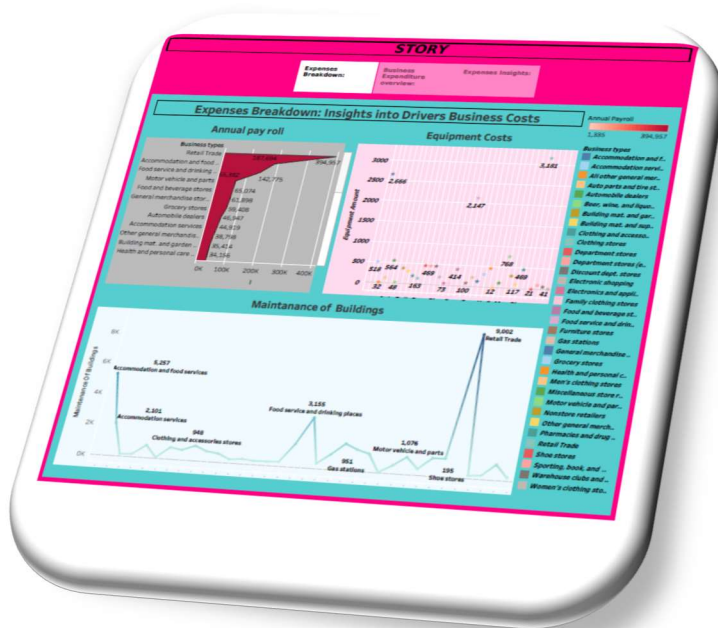 STORY
Expenses
Breakdown:
Business
Expenditure
overview:
Expenses Insights:
Expenses Breakdown: Insights into Drivers Business Costs
Annual pay roll
Business types
Retail Trade
Accommodation and food ..
Food service and drinking ..
Motor vehicle and parts ..
Food and beverage stores
General merchandise stor..
Grocery stores
Automobile dealers
Accommodation services
Other general merchandis..
Building mat. and garden ..
Health and personal care ..
394,957
142,775
65,074
61,898
46,947
46,919
0K 100K 200K 300K 400K
Equipment Costs
Equipment Amount
3000
2500
2000
1500
1000
500
0
3,181
2,666
2,147
768
518
564
469
414
469
32
46
163
73
100
12
117
21
41
Maintanance of Buildings
Maintenance Of Buildings
8K
6K
4K
2K
0K
9,002
Retail Trade
5,257
Accommodation and food services
2,101
Accommodation services
948
Clothing and accessories stores
3,155
Food service and drinking places
951
Gas stations
1,076
Motor vehicle and parts
195
Shoe stores
Annual Payroll
1,885 394,957
Business types
Accommodation and f..
Accommodation servi..
All other general mer..
Auto parts and tire st..
Automobile dealers
Beer, wine, and liquo..
Building mat. and gar..
Building mat. and sup..
Clothing and accesso..
Clothing stores
Department stores
Department stores (e..
Discount dept. stores
Electronic shopping
Electronics and appli..
Family clothing stores
Food and beverage st..
Food service and drin..
Furniture stores
Gas stations
General merchandise ..
Grocery stores
Health and personal c..
Men's clothing stores
Miscellaneous store r..
Motor vehicle and par..
Nonstore retailers
Other general merch..
Pharmacies and drug ..
Retail Trade
Shoe stores
Sporting, book, and ..
Warehouse clubs and ..
Women's clothing sto..